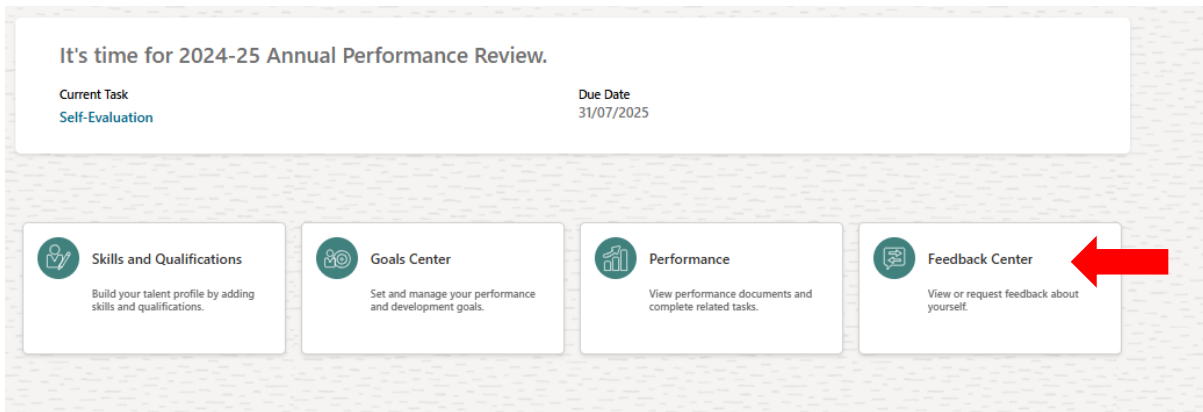 It's time for 2024-25 Annual Performance Review.
Current Task
Due Date
Self-Evaluation
31/07/2025
Skills and Qualifications
Build your talent profile by adding
skills and qualifications.
Goals Center
Set and manage your performance
and development goals.
Performance
View performance documents and
complete related tasks.
Feedback Center
View or request feedback about
yourself.